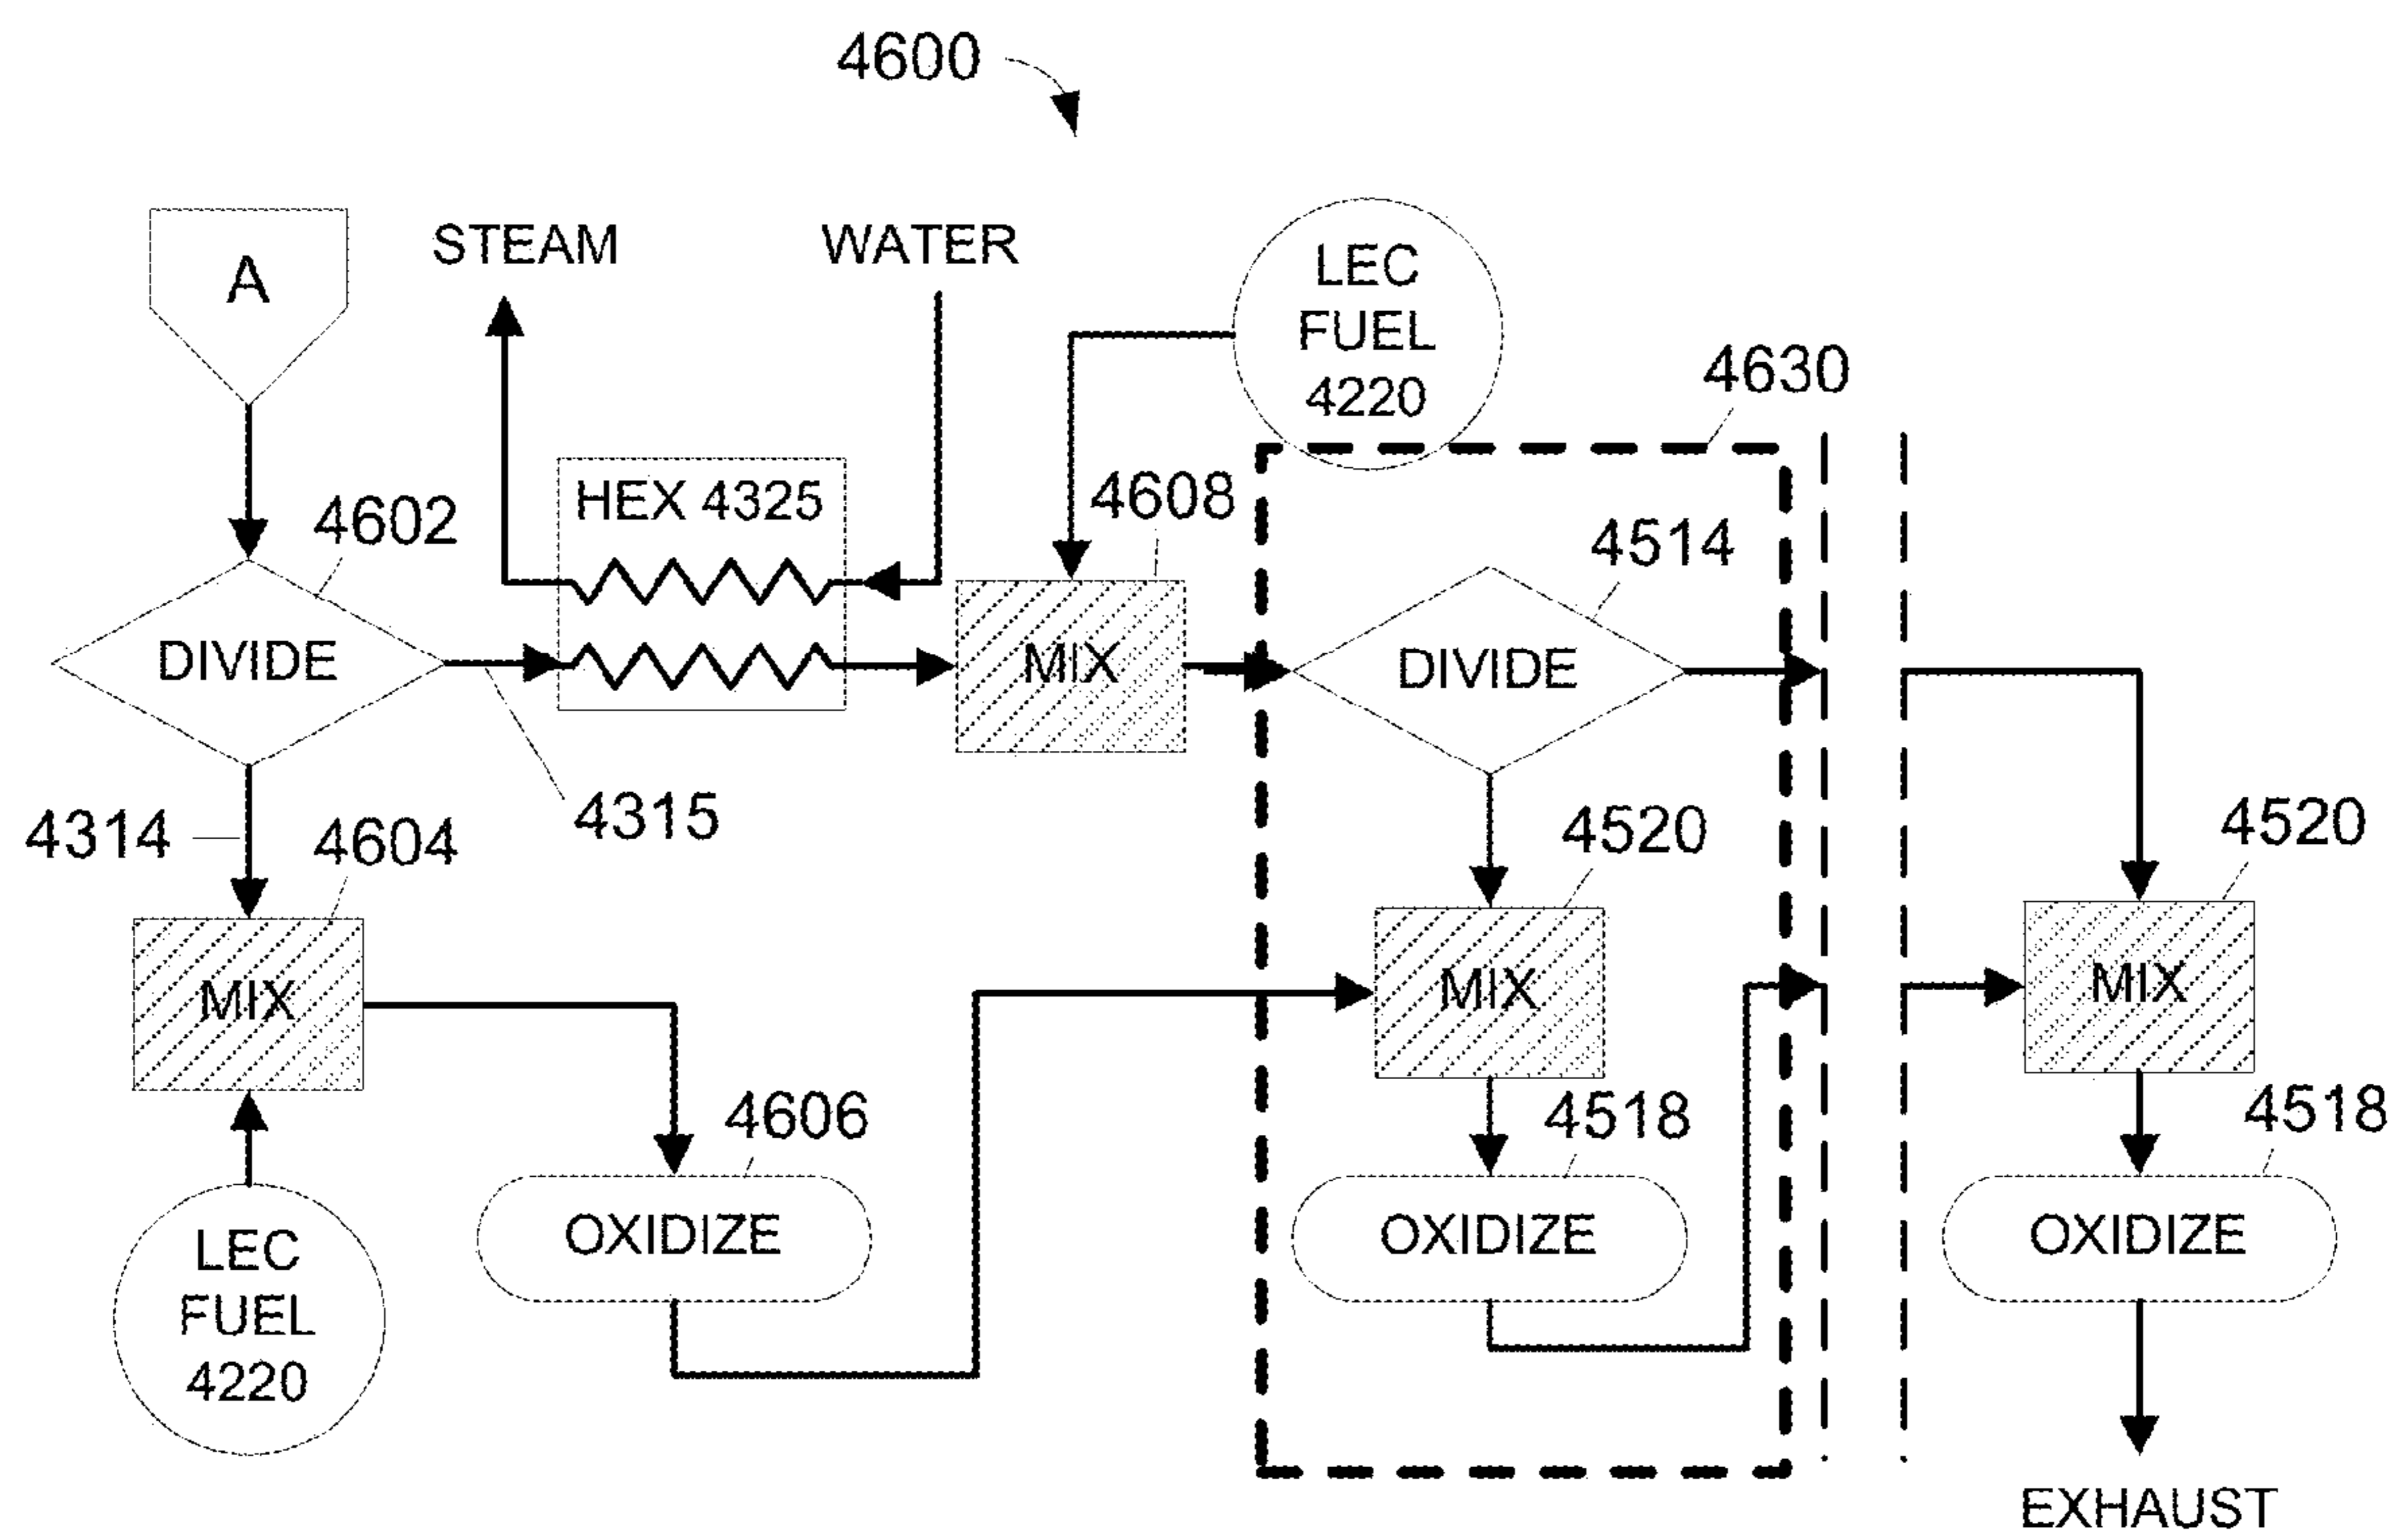 4600
A
STEAM
WATER
LEC
FUEL
4220
4630
HEX 4325
4602
4608
4514
DIVIDE
MIX
DIVIDE
4315
4314
4604
4520
4520
MIX
MIX
MIX
4606
4518
4518
LEC
FUEL
4220
OXIDIZE
OXIDIZE
OXIDIZE
EXHAUST